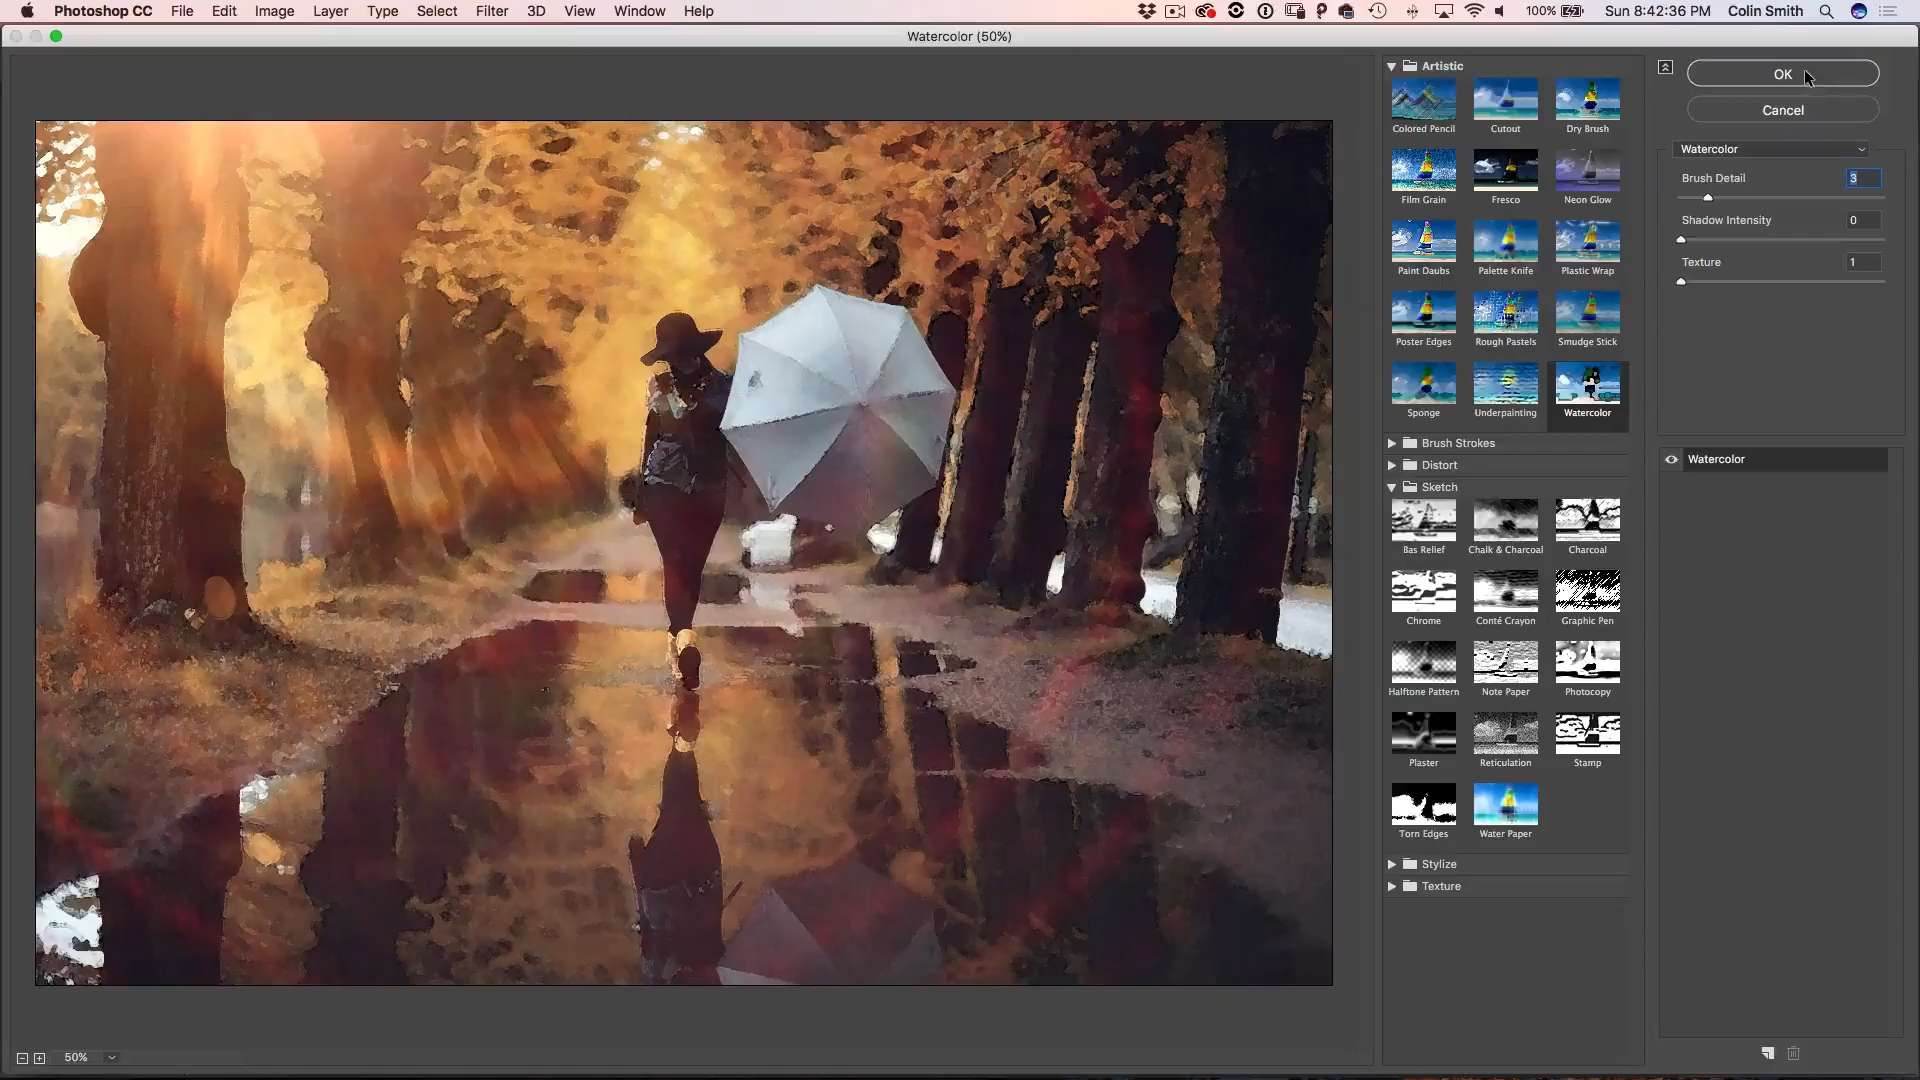 Photoshop CC File Edit Image Layer Type Select Filter 3D View Window Help 100% Sun 8:42:36 PM Colin Smith
Watercolor (50%)
Artistic
Colored Pencil Cutout Dry Brush
Film Grain Fresco Neon Glow
Paint Daubs Palette Knife Plastic Wrap
Poster Edges Rough Pastels Smudge Stick
Sponge Underpainting Watercolor
Brush Strokes
Distort
Sketch
Bas Relief Chalk & Charcoal Charcoal
Chrome Conté Crayon Graphic Pen
Halftone Pattern Note Paper Photocopy
Plaster Reticulation Stamp
Torn Edges Water Paper
Stylize
Texture
OK
Cancel
Watercolor
Brush Detail 3
Shadow Intensity 0
Texture 1
Watercolor
50%